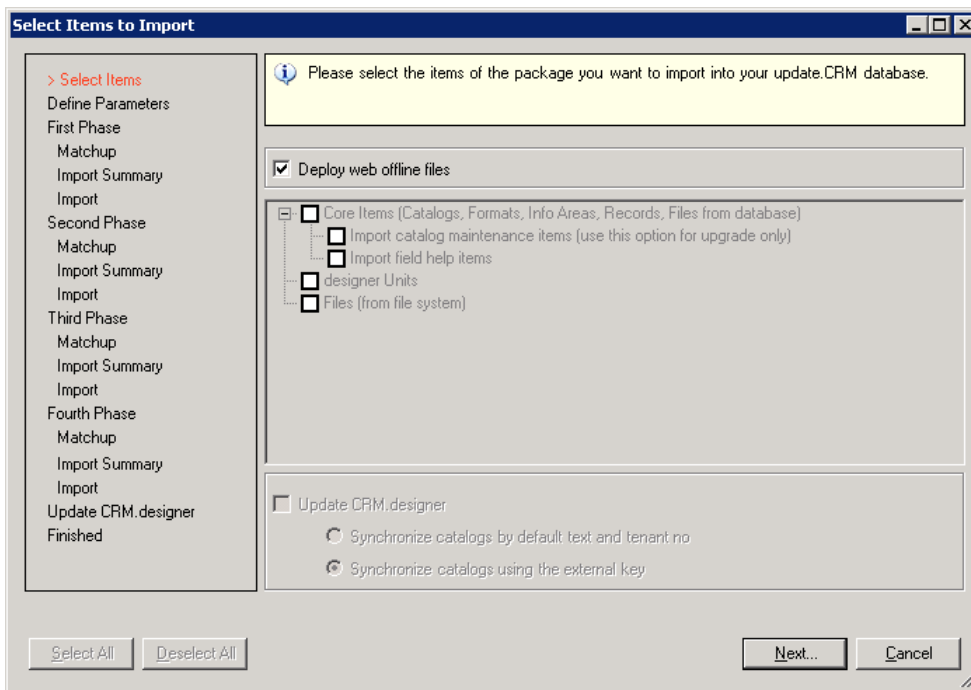 Select Items to Import
> Select Items
Define Parameters
First Phase
Matchup
Import Summary
Import
Second Phase
Matchup
Import Summary
Import
Third Phase
Matchup
Import Summary
Import
Fourth Phase
Matchup
Import Summary
Import
Update CRM.designer
Finished
Please select the items of the package you want to import into your update.CRM database.
Deploy web offline files
Core Items (Catalogs, Formats, Info Areas, Records, Files from database)
Import catalog maintenance items (use this option for upgrade only)
Import field help items
designer Units
Files (from file system)
Update CRM.designer
Synchronize catalogs by default text and tenant no
Synchronize catalogs using the external key
Select All
Deselect All
Next...
Cancel